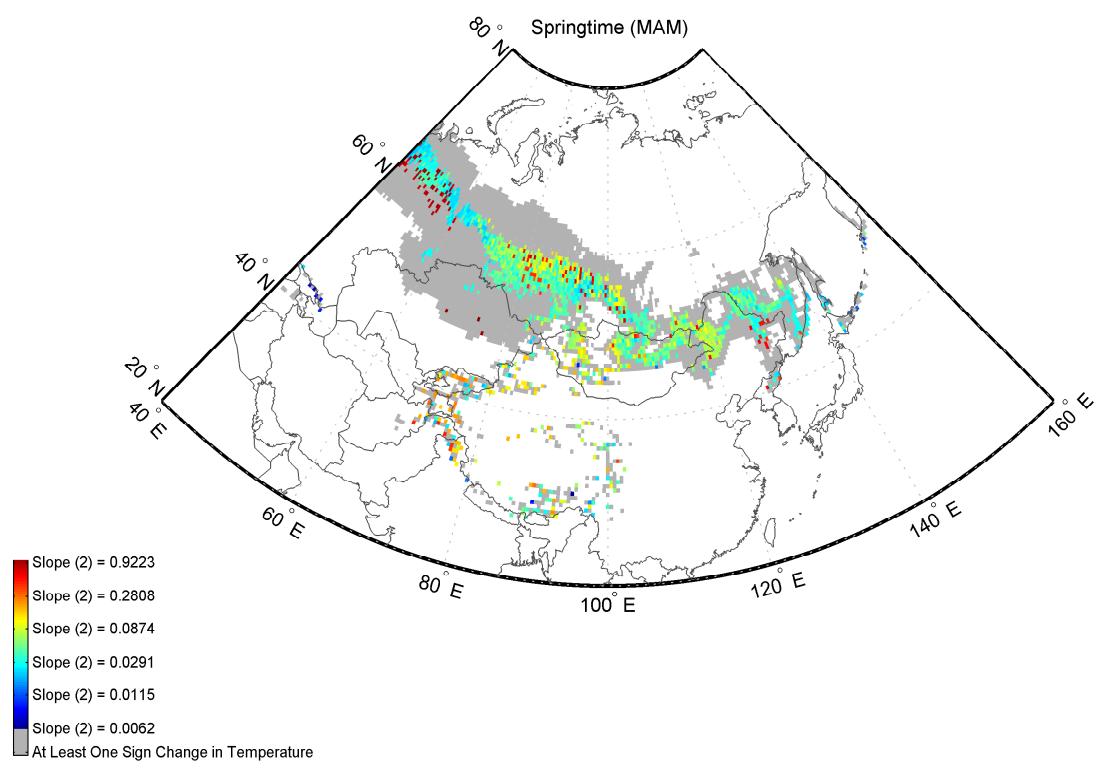 Springtime (MAM)
80° N
60° N
40° N
20° N
40° E
60° E
80° E
100° E
120° E
140° E
160° E
Slope (2) = 0.9223
Slope (2) = 0.2808
Slope (2) = 0.0874
Slope (2) = 0.0291
Slope (2) = 0.0115
Slope (2) = 0.0062
At Least One Sign Change in Temperature